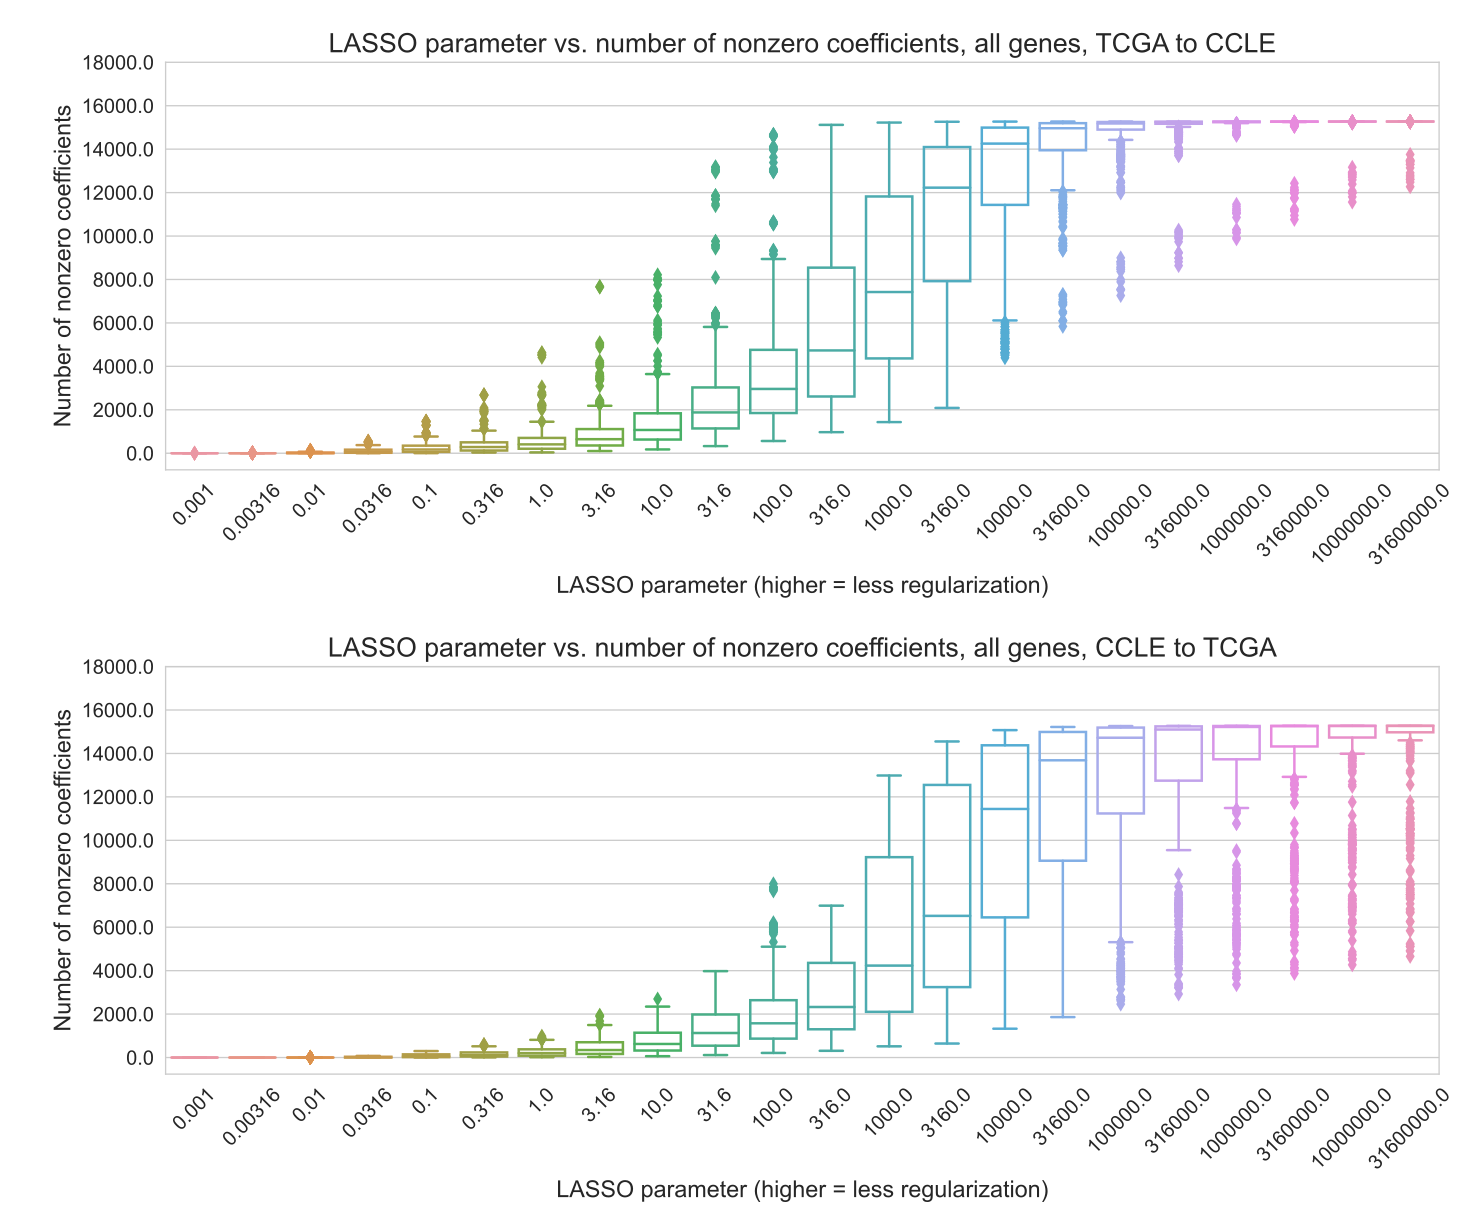 LASSO parameter vs. number of nonzero coefficients, all genes, TCGA to CCLE
Number of nonzero coefficients
18000.0
16000.0
14000.0
12000.0
10000.0
8000.0
6000.0
4000.0
2000.0
0.0
0.001 0.00316 0.01 0.0316 0.1 0.316 1.0 3.16 10.0 31.6 100.0 316.0 1000.0 3160.0 10000.0 31600.0 100000.0 316000.0 1000000.0 3160000.0 10000000.0 31600000.0
LASSO parameter (higher = less regularization)
LASSO parameter vs. number of nonzero coefficients, all genes, CCLE to TCGA
Number of nonzero coefficients
18000.0
16000.0
14000.0
12000.0
10000.0
8000.0
6000.0
4000.0
2000.0
0.0
0.001 0.00316 0.01 0.0316 0.1 0.316 1.0 3.16 10.0 31.6 100.0 316.0 1000.0 3160.0 10000.0 31600.0 100000.0 316000.0 1000000.0 3160000.0 10000000.0 31600000.0
LASSO parameter (higher = less regularization)